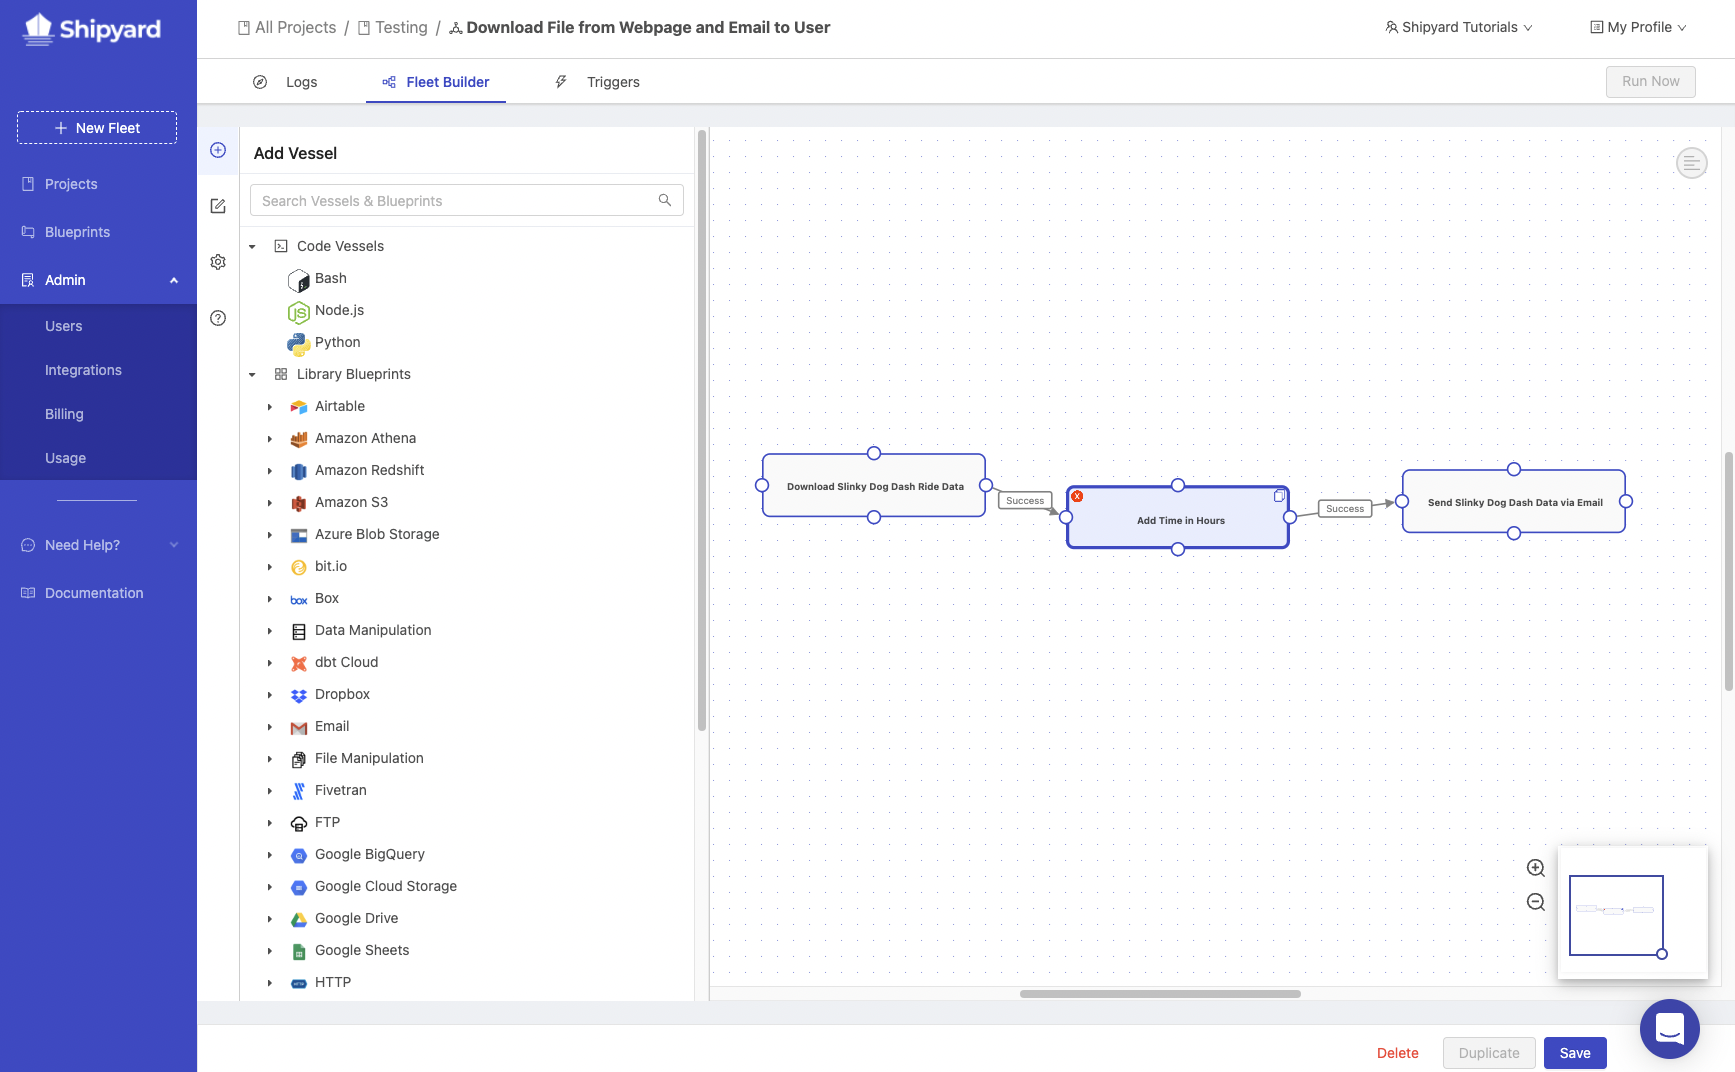 Shipyard
All Projects / Testing / Download File from Webpage and Email to User
Shipyard Tutorials
My Profile
Logs
Fleet Builder
Triggers
Run Now
New Fleet
Projects
Blueprints
Admin
Users
Integrations
Billing
Usage
Need Help?
Documentation
Add Vessel
Search Vessels & Blueprints
Code Vessels
Bash
Node.js
Python
Library Blueprints
Airtable
Amazon Athena
Amazon Redshift
Amazon S3
Azure Blob Storage
bit.io
box Box
Data Manipulation
dbt Cloud
Dropbox
Email
File Manipulation
Fivetran
FTP
Google BigQuery
Google Cloud Storage
Google Drive
Google Sheets
HTTP
Download Slinky Dog Dash Ride Data
Success
X
Add Time in Hours
Success
Send Slinky Dog Dash Data via Email
Delete
Duplicate
Save